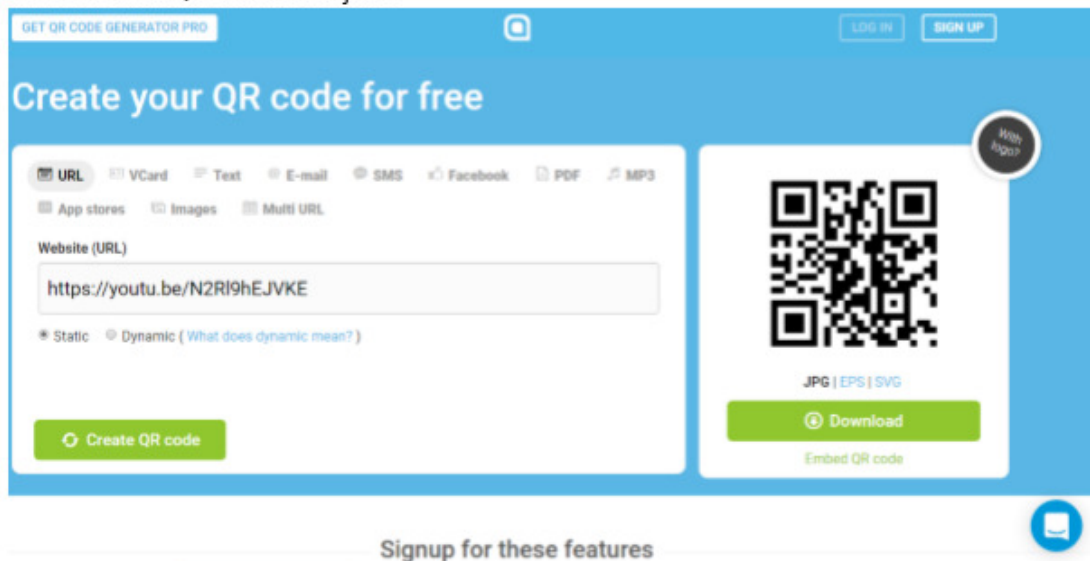 GET QR CODE GENERATOR PRO
LOG IN
SIGN UP
Create your QR code for free
With logo?
URL VCard Text E-mail SMS Facebook PDF MP3
App stores Images Multi URL
Website (URL)
https://youtu.be/N2Rl9hEJVKE
Static Dynamic ( What does dynamic mean? )
JPG | EPS | SVG
Download
Create QR code
Embed QR code
Signup for these features